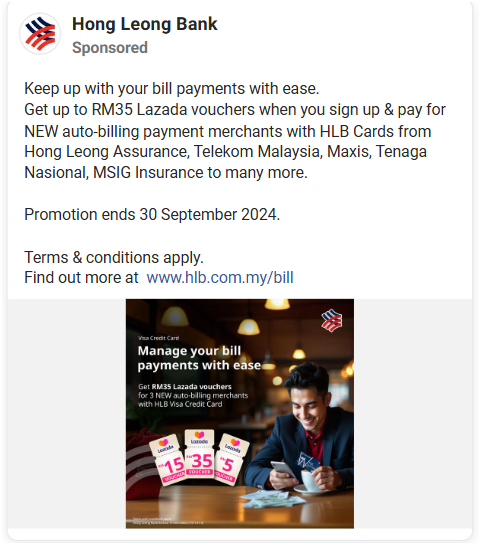 Hong Leong Bank
Sponsored
Keep up with your bill payments with ease.
Get up to RM35 Lazada vouchers when you sign up & pay for
NEW auto-billing payment merchants with HLB Cards from
Hong Leong Assurance, Telekom Malaysia, Maxis, Tenaga
Nasional, MSIG Insurance to many more.
Promotion ends 30 September 2024.
Terms & conditions apply.
Find out more at www.hlb.com.my/bill
Visa Credit Card
Manage your bill
payments with ease
Get RM35 Lazada vouchers
for 3 NEW auto-billing merchants
with HLB Visa Credit Card
Lazada
RM15
VOUCHER
Lazada
RM35
VOUCHER
Lazada
RM5
VOUCHER